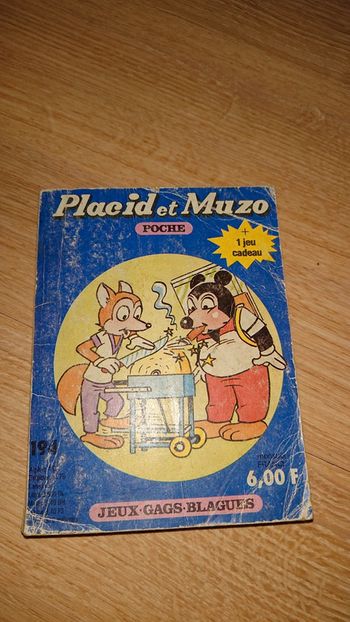 Placid et Muzo
POCHE
+
1 jeu
cadeau
194
6,00 F
JEUX·GAGS·BLAGUES